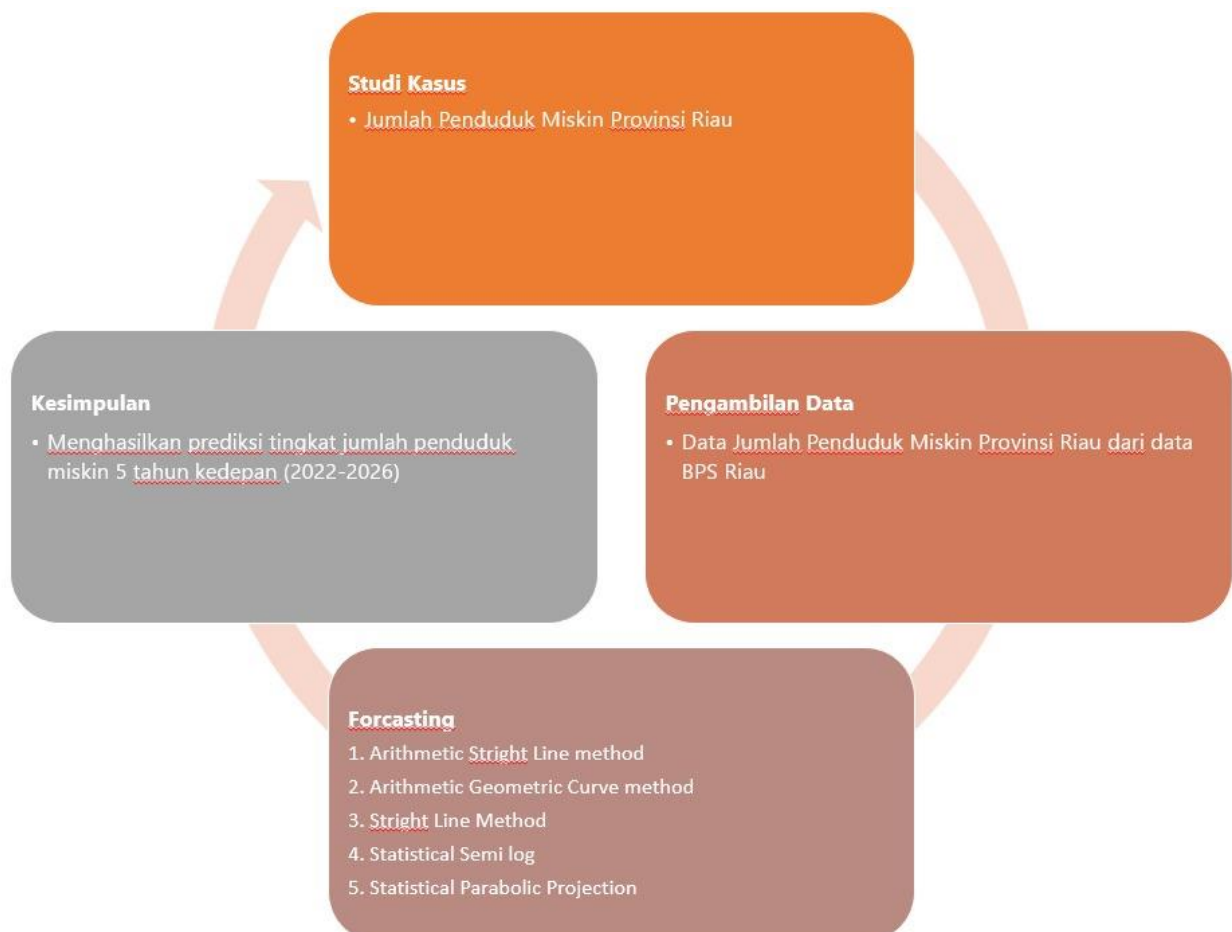 Studi Kasus
• Jumlah Penduduk Miskin Provinsi Riau
Pengambilan Data
• Data Jumlah Penduduk Miskin Provinsi Riau dari data
BPS Riau
Forcasting
1. Arithmetic Stright Line method
2. Arithmetic Geometric Curve method
3. Stright Line Method
4. Statistical Semi log
5. Statistical Parabolic Projection
Kesimpulan
• Menghasilkan prediksi tingkat jumlah penduduk
miskin 5 tahun kedepan (2022-2026)